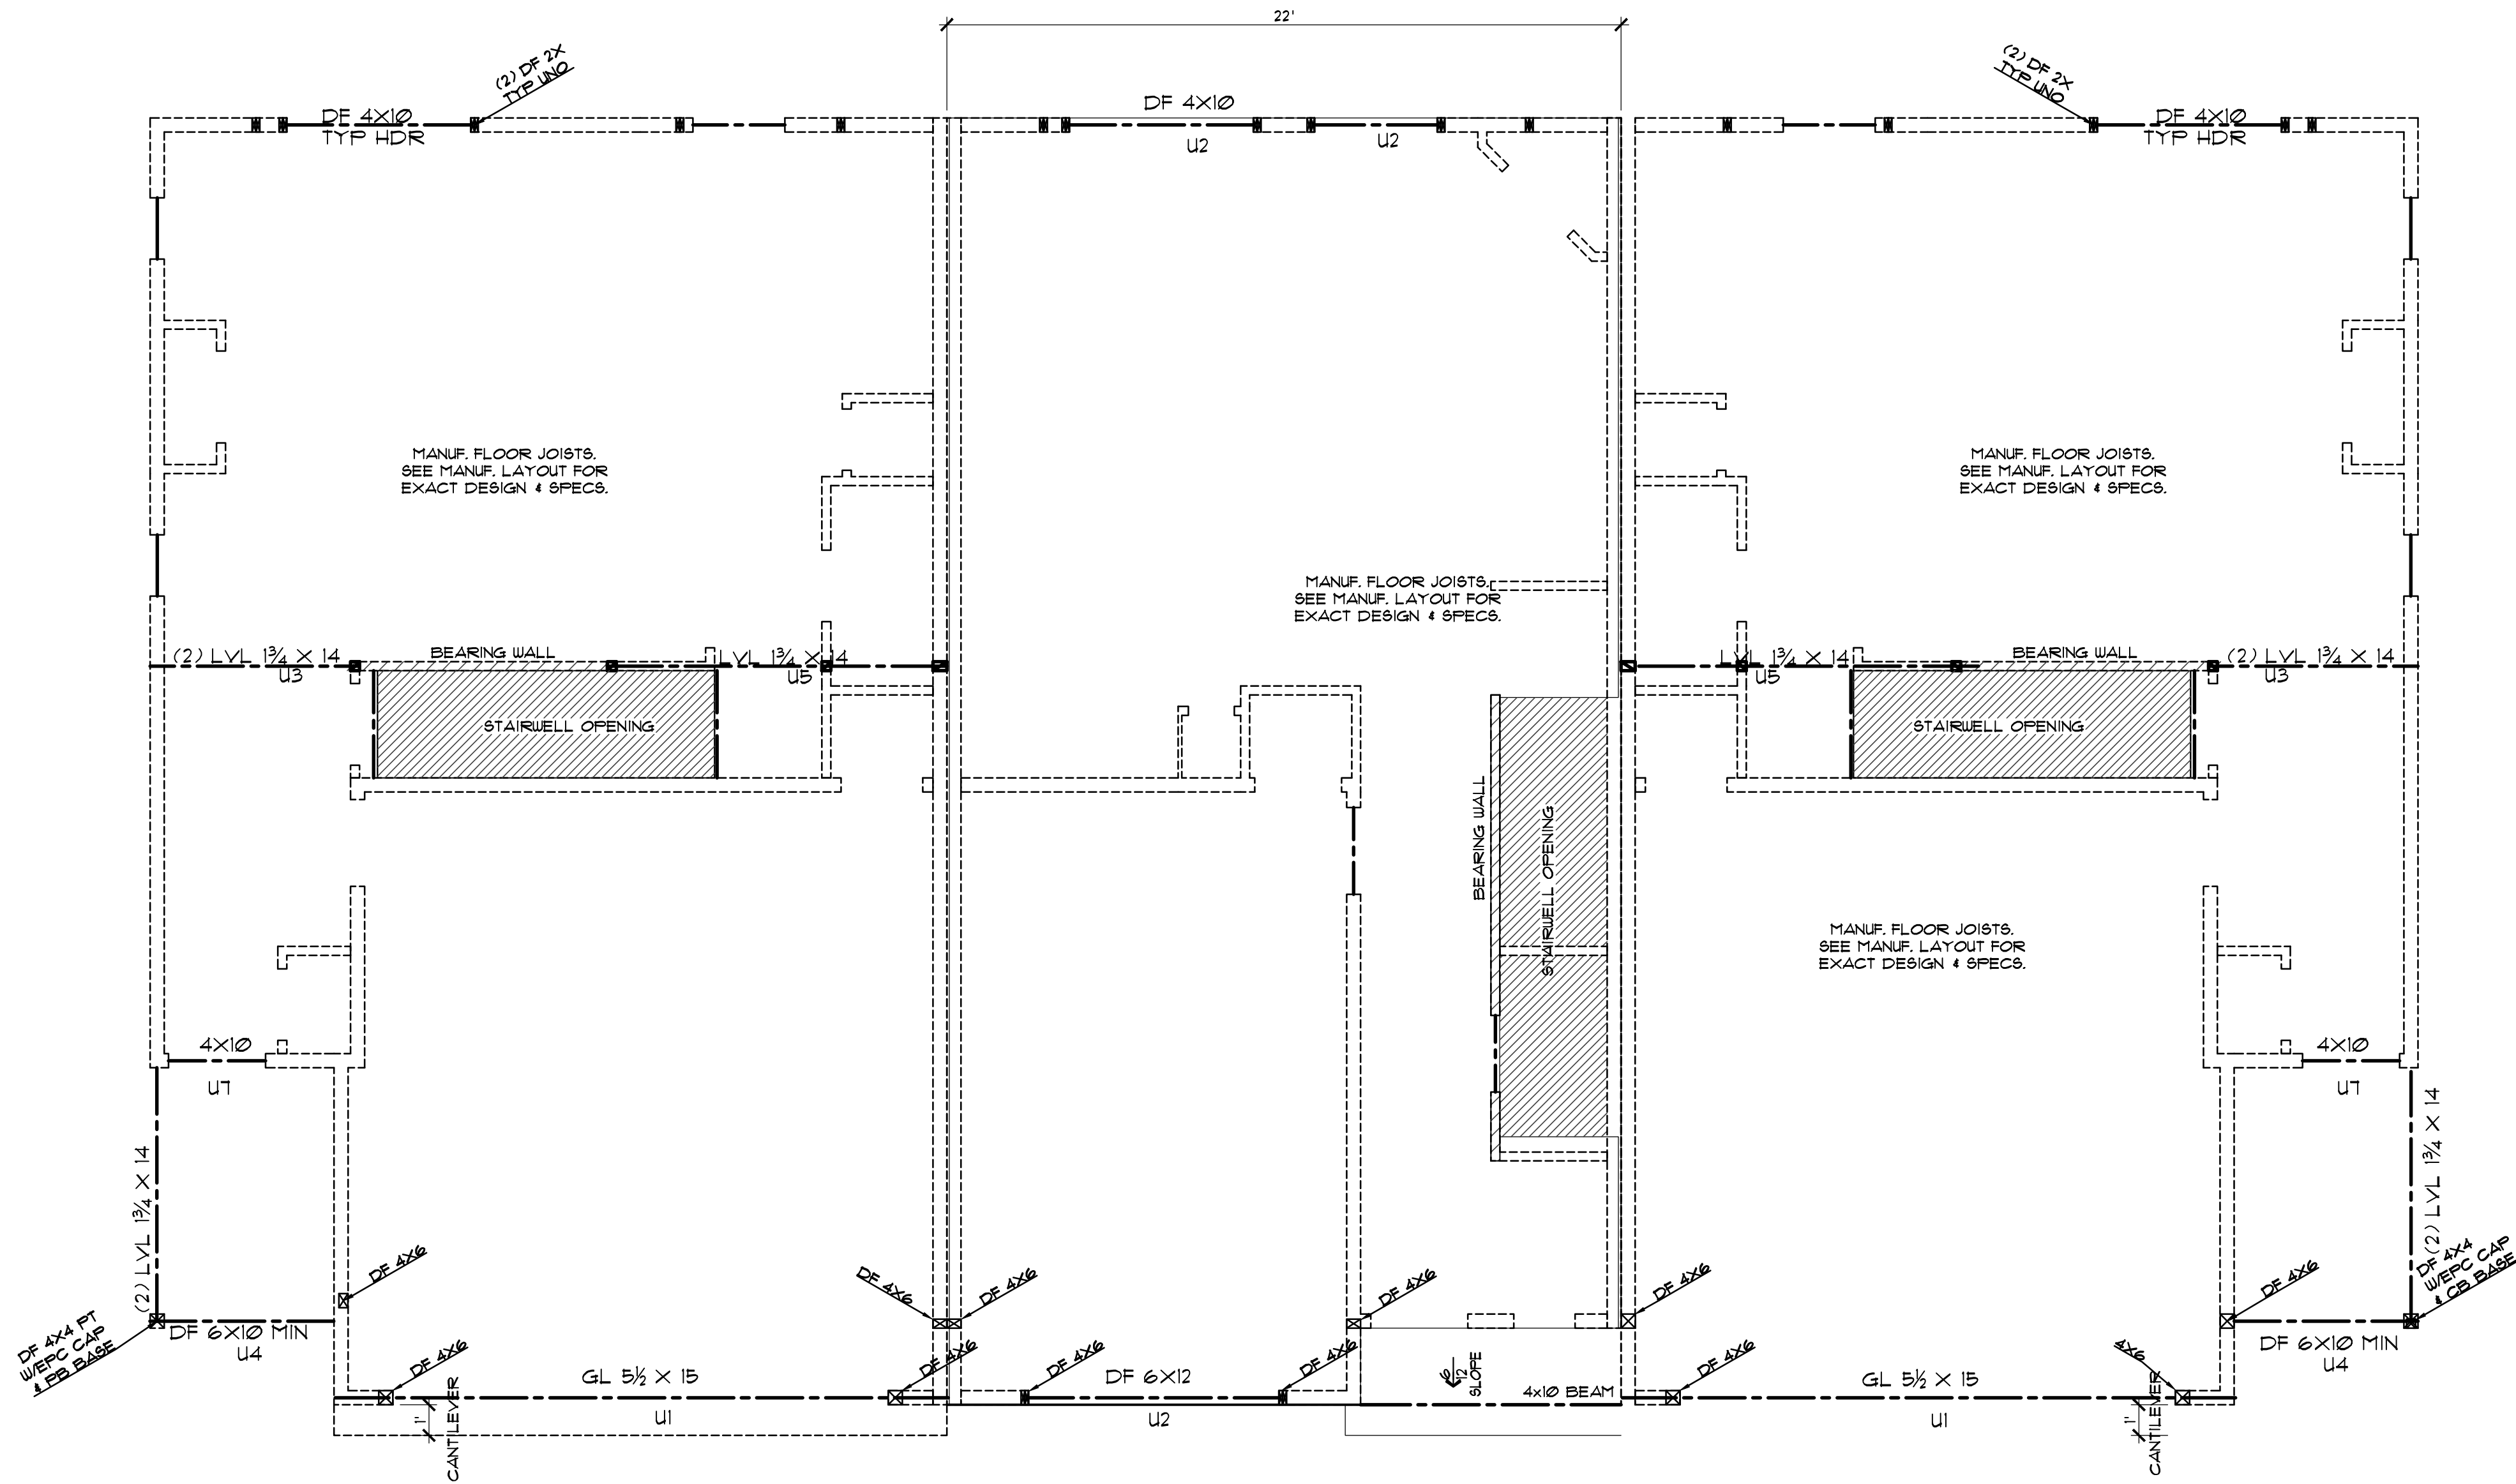 22'
(2) DF 2X
TYP UNO
(2) DF 2X
TYP UNO
DF 4X10
TYP HDR
DF 4X10
U2
U2
DF 4X10
TYP HDR
MANUF. FLOOR JOISTS.
SEE MANUF. LAYOUT FOR
EXACT DESIGN & SPECS.
MANUF. FLOOR JOISTS.
SEE MANUF. LAYOUT FOR
EXACT DESIGN & SPECS.
MANUF. FLOOR JOISTS.
SEE MANUF. LAYOUT FOR
EXACT DESIGN & SPECS.
(2) LVL 1¾ X 14
U3
BEARING WALL
LVL 1¾ X 14
U5
LVL 1¾ X 14
U5
BEARING WALL
(2) LVL 1¾ X 14
U3
STAIRWELL OPENING
STAIRWELL OPENING
BEARING WALL
STAIRWELL OPENING
MANUF. FLOOR JOISTS.
SEE MANUF. LAYOUT FOR
EXACT DESIGN & SPECS.
4X10
U7
4X10
U7
(2) LVL 1¾ X 14
(2) LVL 1¾ X 14
DF 4X6
DF 4X6
DF 4X6
DF 4X6
DF 4X6
DF 4X6
DF 4X4 PT
W/EPC CAP
& PB BASE
DF 6X10 MIN
U4
DF 4X4
W/EPC CAP
& CB BASE
DF 6X10 MIN
U4
DF 4X6
DF 4X6
DF 4X6
DF 4X6
DF 4X6
4X6
GL 5½ X 15
U1
DF 6X12
U2
6
12
SLOPE
4x10 BEAM
GL 5½ X 15
U1
1'
CANTILEVER
1'
CANTILEVER